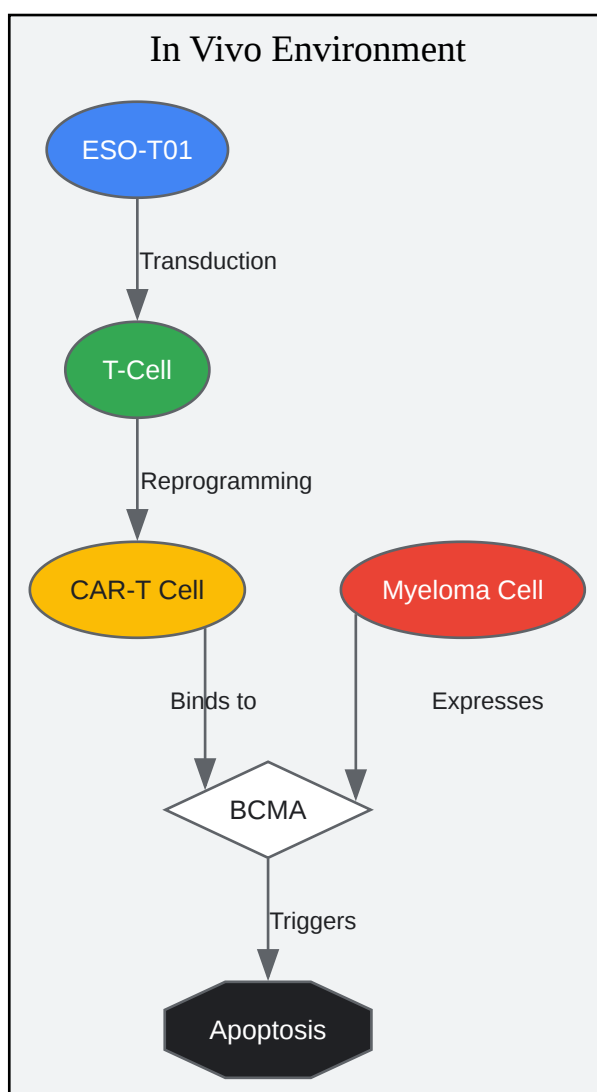 In Vivo Environment
ESO-T01
Transduction
T-Cell
Reprogramming
CAR-T Cell
Myeloma Cell
Binds to
Expresses
BCMA
Triggers
Apoptosis